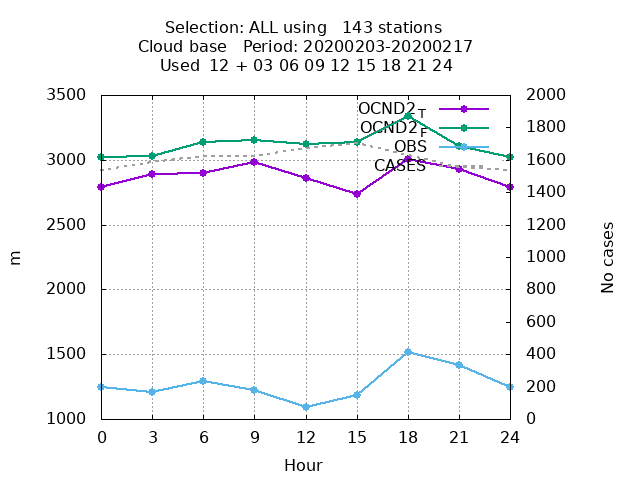 Selection: ALL using   143 stations
Cloud base   Period: 20200203-20200217
Used  12 + 03 06 09 12 15 18 21 24
3500
3000
2500
2000
1500
1000
2000
1800
1600
1400
1200
1000
800
600
400
200
0
OCND2T
OCND2F
OBS
CASES
m
No cases
0 3 6 9 12 15 18 21 24
Hour